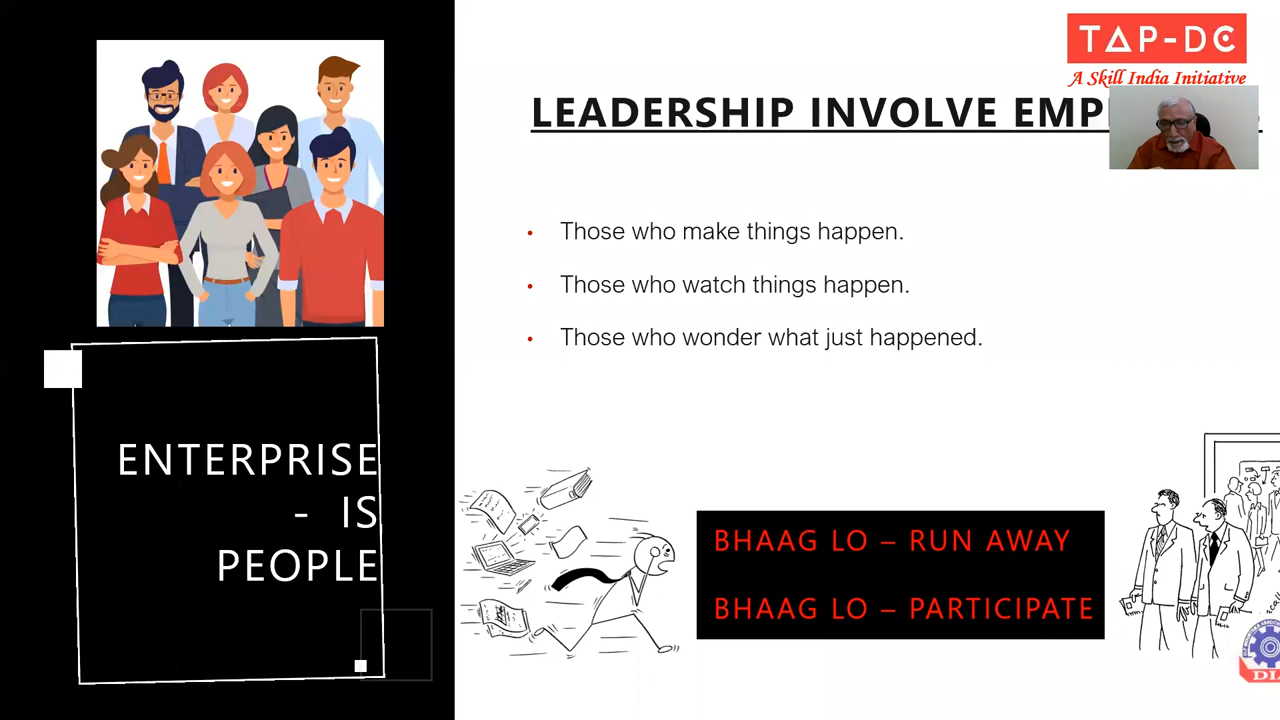 TAP-DC
A Skill India Initiative
LEADERSHIP INVOLVE
Those who make things happen.
Those who watch things happen.
Those who wonder what just happened.
ENTERPRISE
- IS
PEOPLE
BHAAG LO – RUN AWAY
BHAAG LO – PARTICIPATE